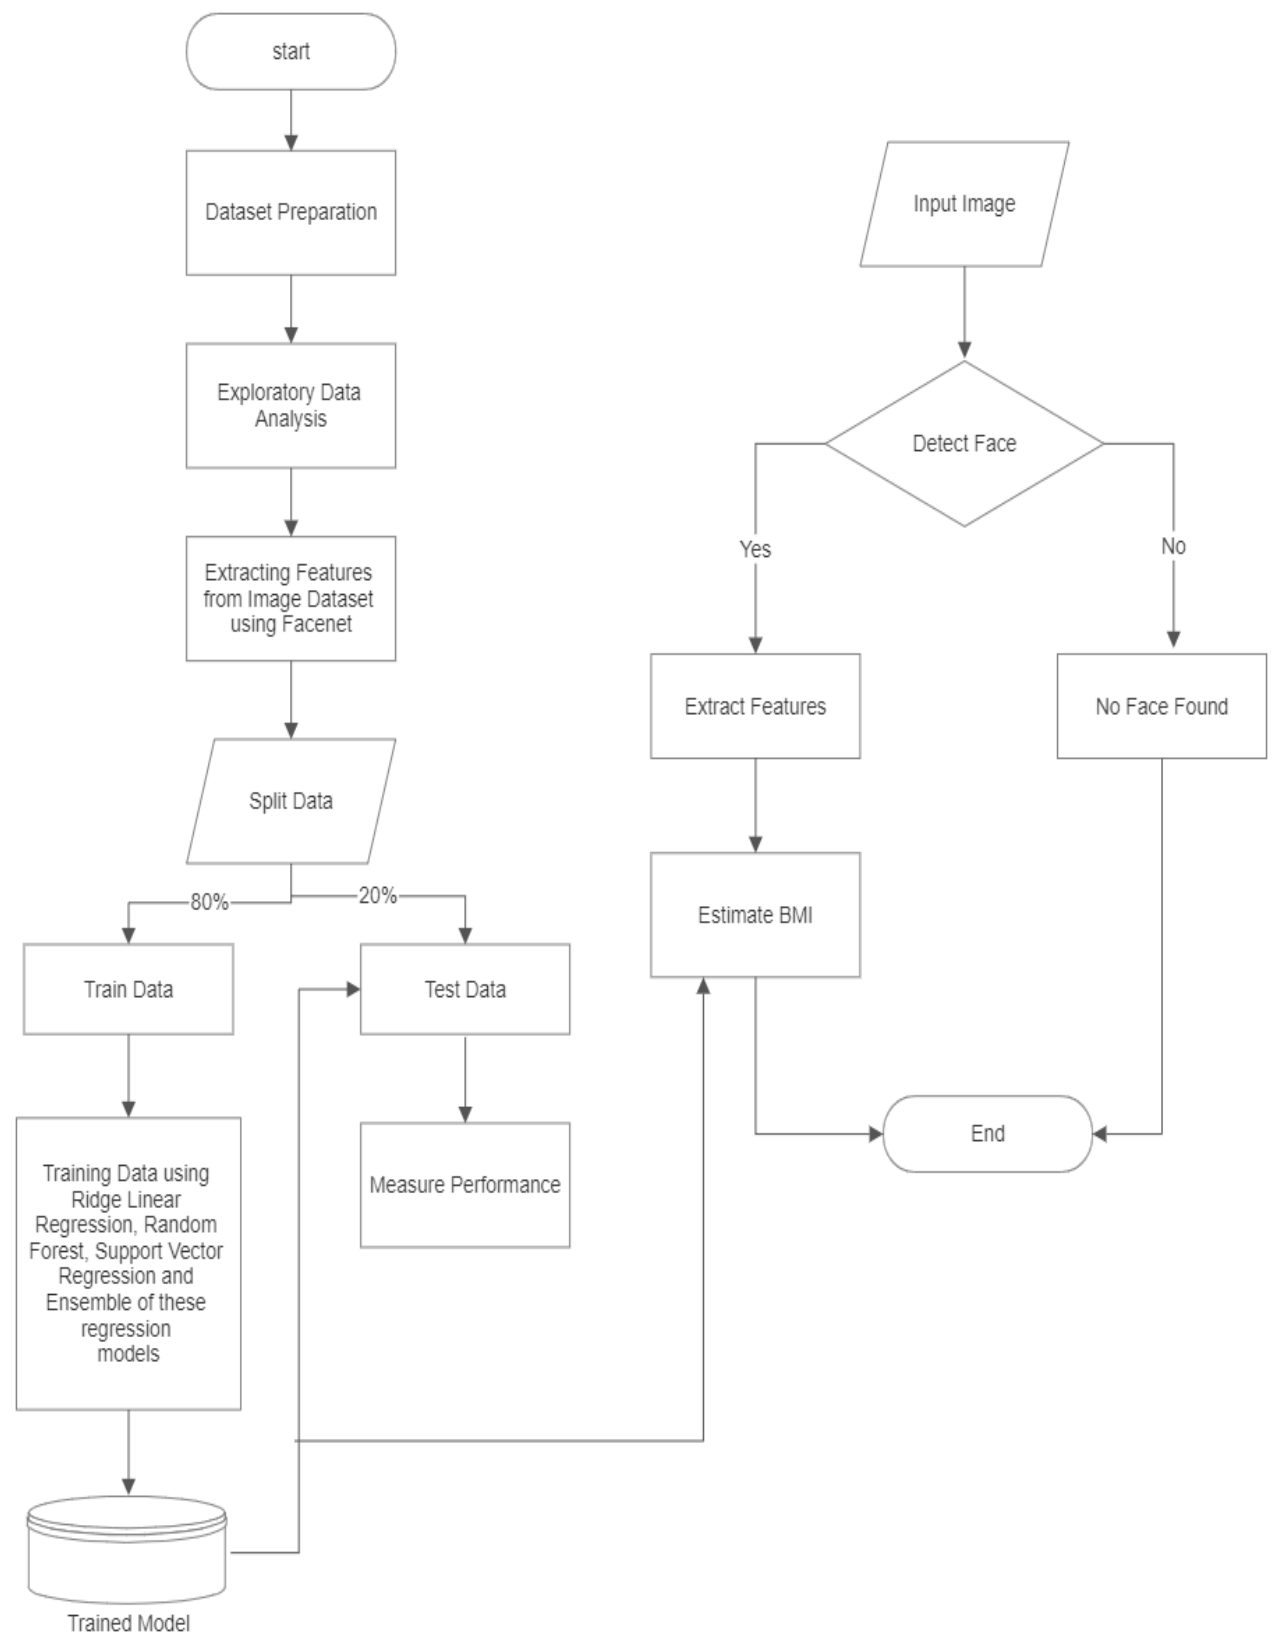 start
Dataset Preparation
Exploratory Data
Analysis
Extracting Features
from Image Dataset
using Facenet
Split Data
80%
20%
Train Data
Test Data
Training Data using
Ridge Linear
Regression, Random
Forest, Support Vector
Regression and
Ensemble of these
regression
models
Measure Performance
Trained Model
Input Image
Detect Face
Yes
No
Extract Features
No Face Found
Estimate BMI
End